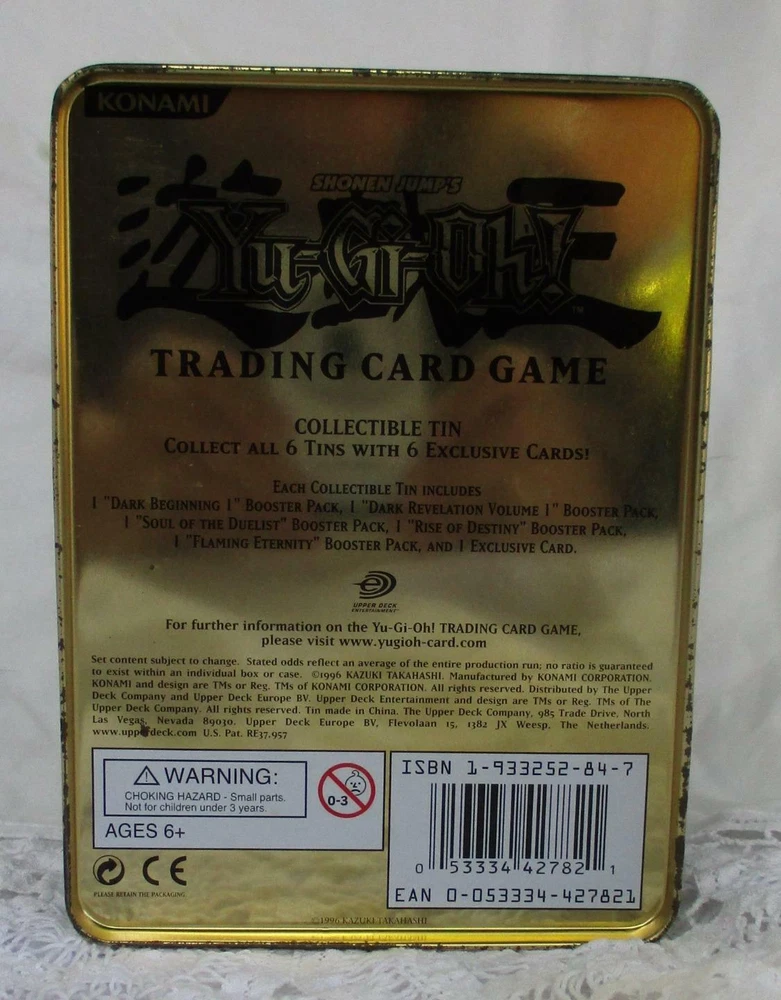 KONAMI
SHONEN JUMP'S
遊戯王
Yu-Gi-Oh!
™
TRADING CARD GAME
COLLECTIBLE TIN
COLLECT ALL 6 TINS WITH 6 EXCLUSIVE CARDS!
EACH COLLECTIBLE TIN INCLUDES
1 "DARK BEGINNING 1" BOOSTER PACK, 1 "DARK REVELATION VOLUME 1" BOOSTER PACK,
1 "SOUL OF THE DUELIST" BOOSTER PACK, 1 "RISE OF DESTINY" BOOSTER PACK,
1 "FLAMING ETERNITY" BOOSTER PACK, AND 1 EXCLUSIVE CARD.
UPPER DECK
ENTERTAINMENT
For further information on the Yu-Gi-Oh! TRADING CARD GAME,
please visit www.yugioh-card.com
Set content subject to change. Stated odds reflect an average of the entire production run; no ratio is guaranteed
to exist within an individual box or case. ©1996 KAZUKI TAKAHASHI. Manufactured by KONAMI CORPORATION.
KONAMI and design are TMs or Reg. TMs of KONAMI CORPORATION. All rights reserved. Distributed by The Upper
Deck Company and Upper Deck Europe BV. Upper Deck Entertainment and design are TMs or Reg. TMs of The
Upper Deck Company. All rights reserved. Tin made in China. The Upper Deck Company, 985 Trade Drive, North
Las Vegas, Nevada 89030. Upper Deck Europe BV, Flevolaan 15, 1382 JX Weesp, The Netherlands.
www.upperdeck.com U.S. Pat. RE37,957
WARNING:
CHOKING HAZARD - Small parts.
Not for children under 3 years.
0-3
AGES 6+
CE
PLEASE RETAIN THE PACKAGING
ISBN 1-933252-84-7
0 53334 42782 1
EAN 0-053334-427821
©1996 KAZUKI TAKAHASHI